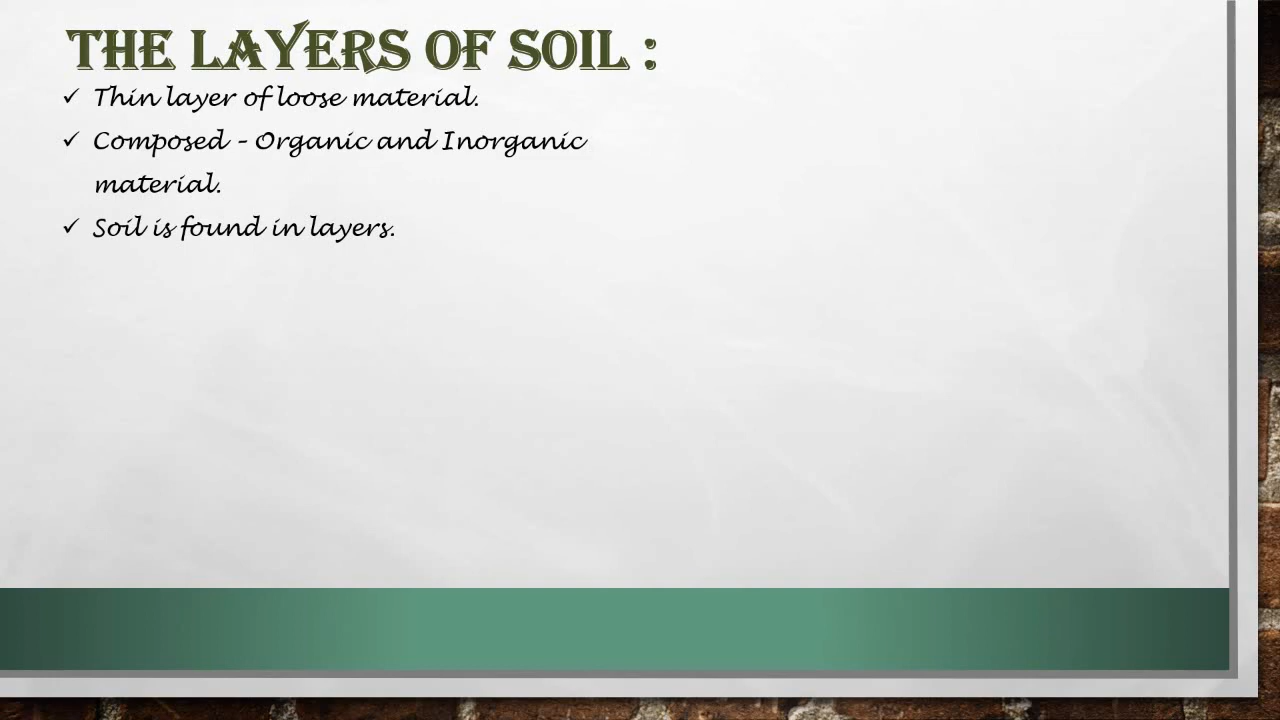 THE LAYERS OF SOIL :
✓ Thin layer of loose material.
✓ Composed – Organic and Inorganic
material.
✓ Soil is found in layers.